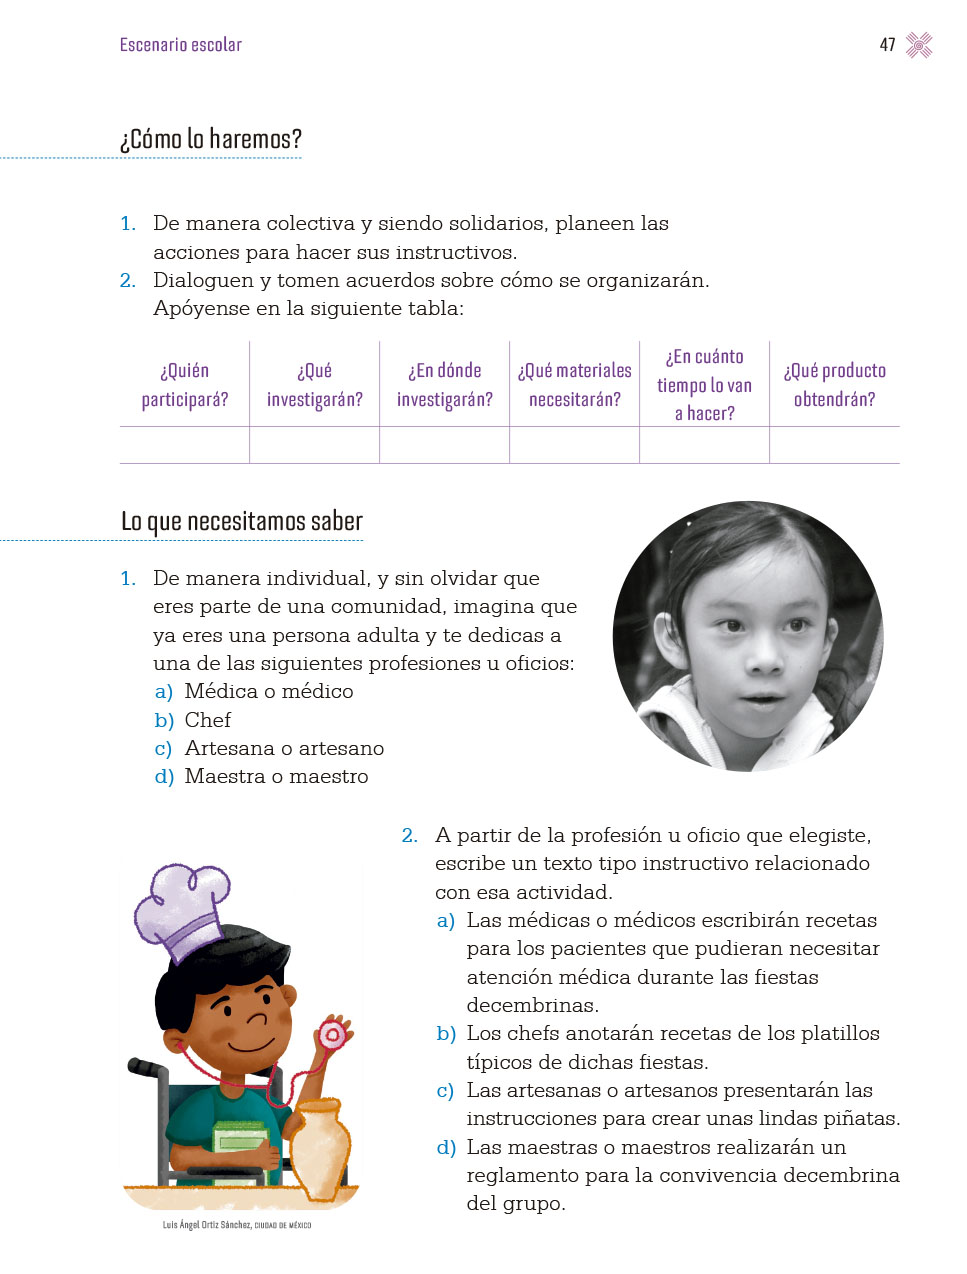 Escenario escolar
47
¿Cómo lo haremos?
1. De manera colectiva y siendo solidarios, planeen las
acciones para hacer sus instructivos.
2. Dialoguen y tomen acuerdos sobre cómo se organizarán.
Apóyense en la siguiente tabla:
¿Quién
participará?
¿Qué
investigarán?
¿En dónde
investigarán?
¿Qué materiales
necesitarán?
¿En cuánto
tiempo lo van
a hacer?
¿Qué producto
obtendrán?
Lo que necesitamos saber
1. De manera individual, y sin olvidar que
eres parte de una comunidad, imagina que
ya eres una persona adulta y te dedicas a
una de las siguientes profesiones u oficios:
a) Médica o médico
b) Chef
c) Artesana o artesano
d) Maestra o maestro
2. A partir de la profesión u oficio que elegiste,
escribe un texto tipo instructivo relacionado
con esa actividad.
a) Las médicas o médicos escribirán recetas
para los pacientes que pudieran necesitar
atención médica durante las fiestas
decembrinas.
b) Los chefs anotarán recetas de los platillos
típicos de dichas fiestas.
c) Las artesanas o artesanos presentarán las
instrucciones para crear unas lindas piñatas.
d) Las maestras o maestros realizarán un
reglamento para la convivencia decembrina
del grupo.
Luis Ángel Ortiz Sánchez, CIUDAD DE MÉXICO